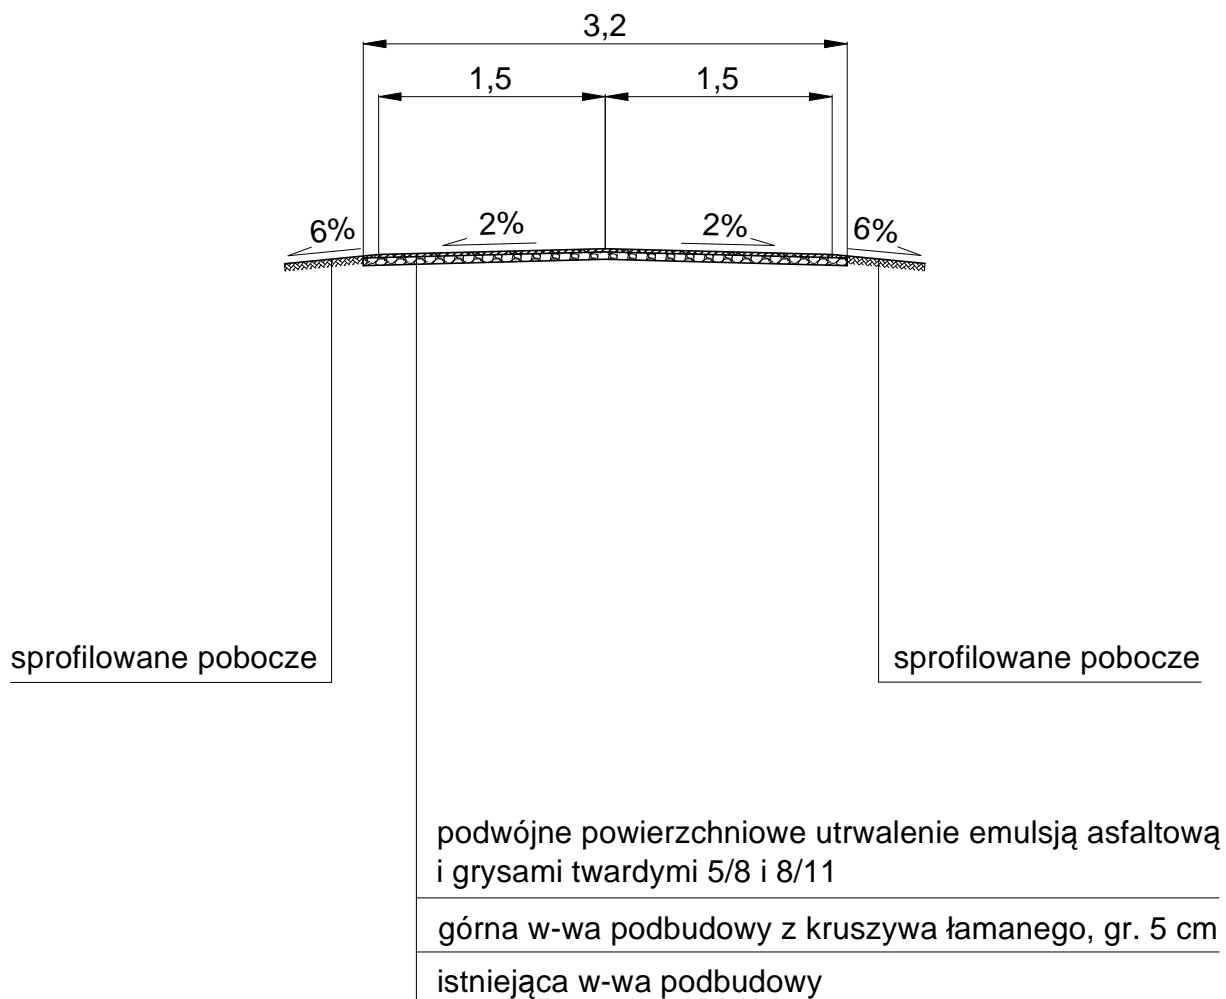 3,2
1,5 1,5
6% 2% 2% 6%
sprofilowane pobocze sprofilowane pobocze
podwójne powierzchniowe utrwalenie emulsją asfaltową
i grysami twardymi 5/8 i 8/11
górna w-wa podbudowy z kruszywa łamanego, gr. 5 cm
istniejąca w-wa podbudowy